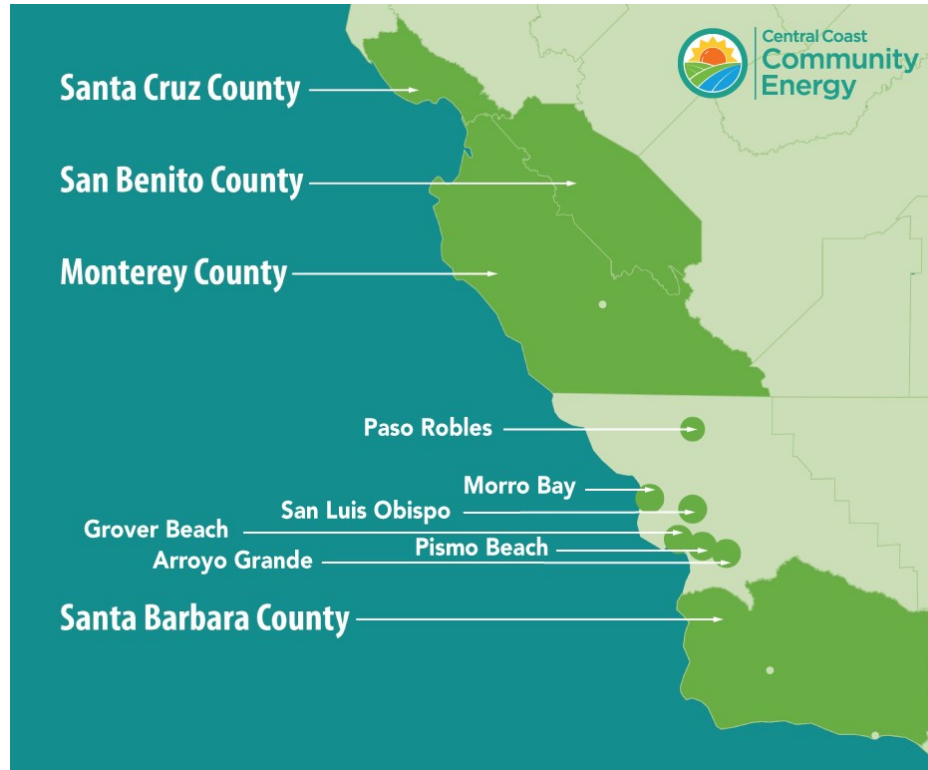 Central Coast
Community
Energy
Santa Cruz County
San Benito County
Monterey County
Paso Robles
Morro Bay
San Luis Obispo
Grover Beach
Pismo Beach
Arroyo Grande
Santa Barbara County